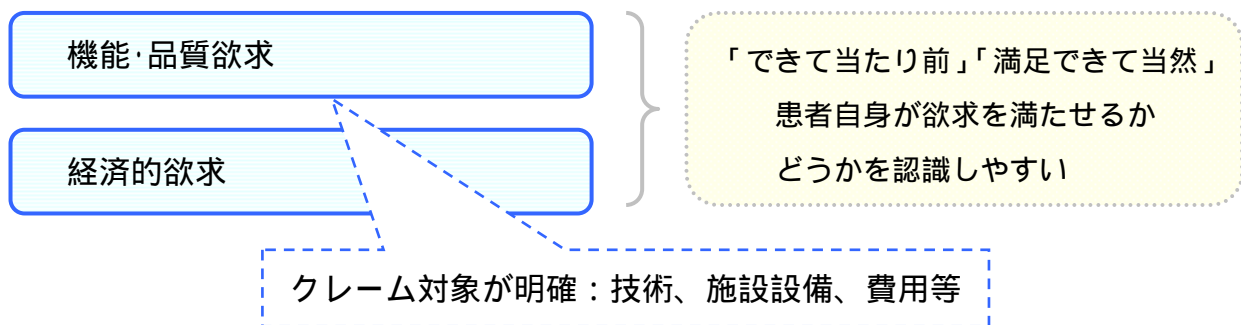 機能・品質欲求
「できて当たり前」「満足できて当然」
患者自身が欲求を満たせるか
どうかを認識しやすい
経済的欲求
クレーム対象が明確：技術、施設設備、費用等